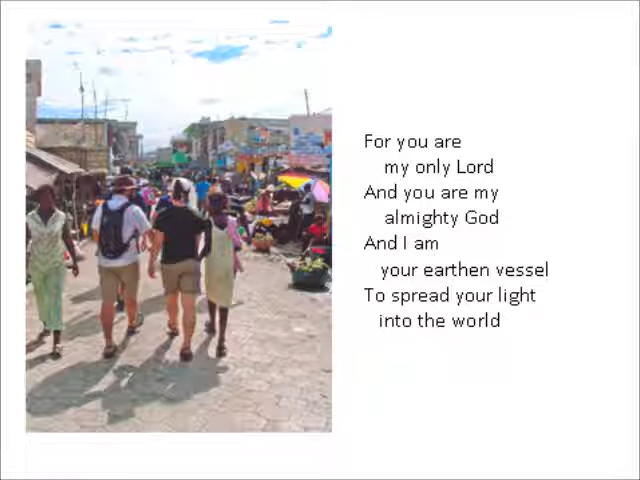 For you are
my only Lord
And you are my
almighty God
And I am
your earthen vessel
To spread your light
into the world